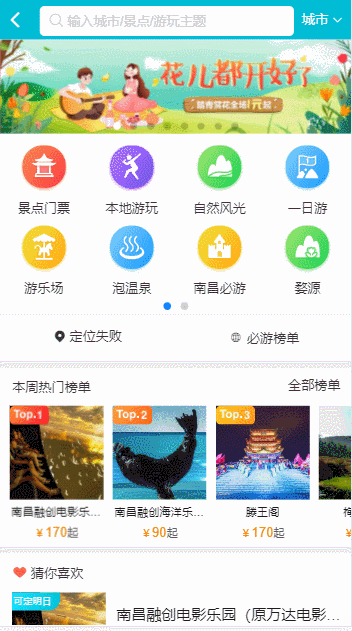 输入城市/景点/游玩主题
城市
花儿都开好了
踏青赏花全场1元起
景点门票 本地游玩 自然风光 一日游
游乐场 泡温泉 南昌必游 婺源
定位失败 必游榜单
本周热门榜单 全部榜单
Top.1 Top.2 Top.3
南昌融创电影乐... 南昌融创海洋乐... 滕王阁
¥170起 ¥90起 ¥170起
猜你喜欢
可定明日
南昌融创电影乐园（原万达电影乐...